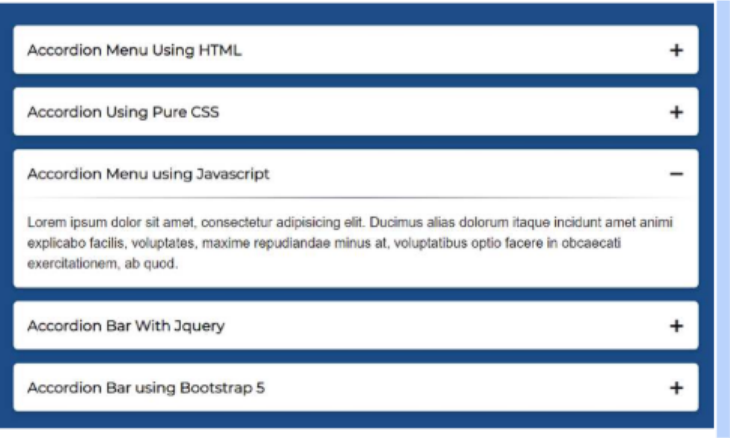 Accordion Menu Using HTML +
Accordion Using Pure CSS +
Accordion Menu using Javascript −
Lorem ipsum dolor sit amet, consectetur adipisicing elit. Ducimus alias dolorum itaque incidunt amet animi
explicabo facilis, voluptates, maxime repudiandae minus at, voluptatibus optio facere in obcaecati
exercitationem, ab quod.
Accordion Bar With Jquery +
Accordion Bar using Bootstrap 5 +